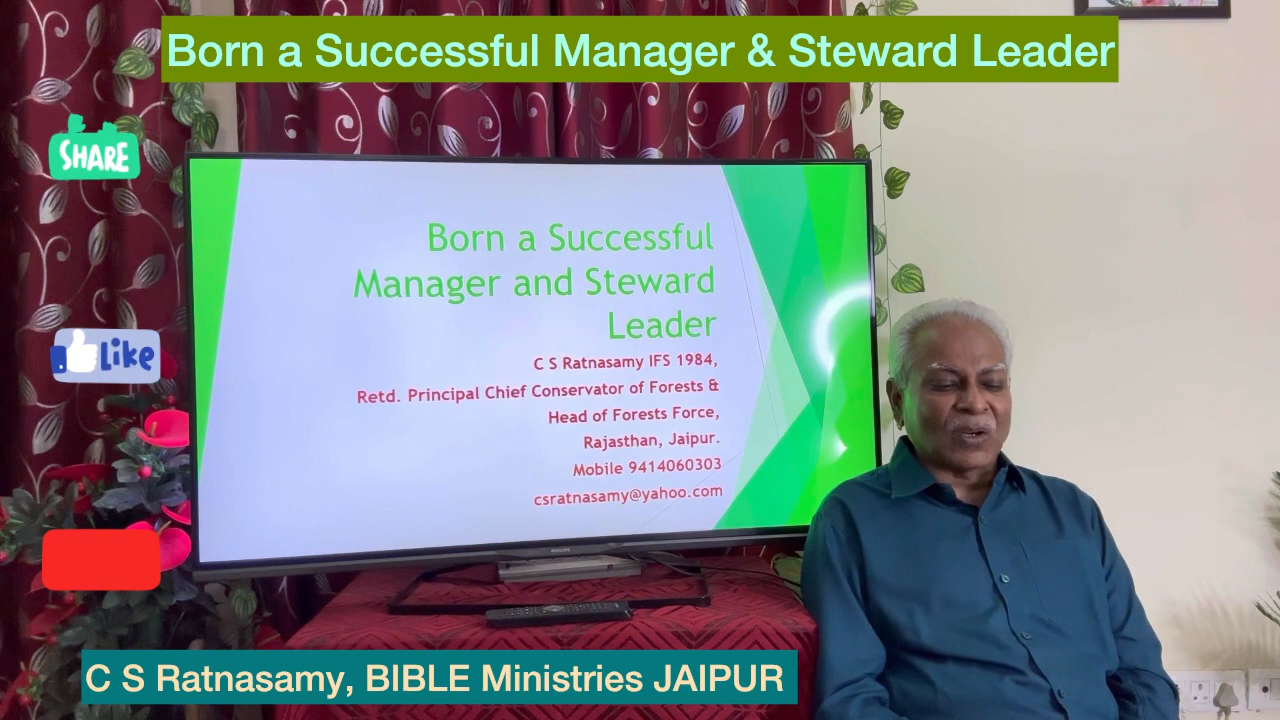 Born a Successful Manager & Steward Leader
SHARE
Born a Successful
Manager and Steward
Leader
C S Ratnasamy IFS 1984,
Retd. Principal Chief Conservator of Forests &
Head of Forests Force,
Rajasthan, Jaipur.
Mobile 9414060303
csratnasamy@yahoo.com
Like
PHILIPS
C S Ratnasamy, BIBLE Ministries JAIPUR